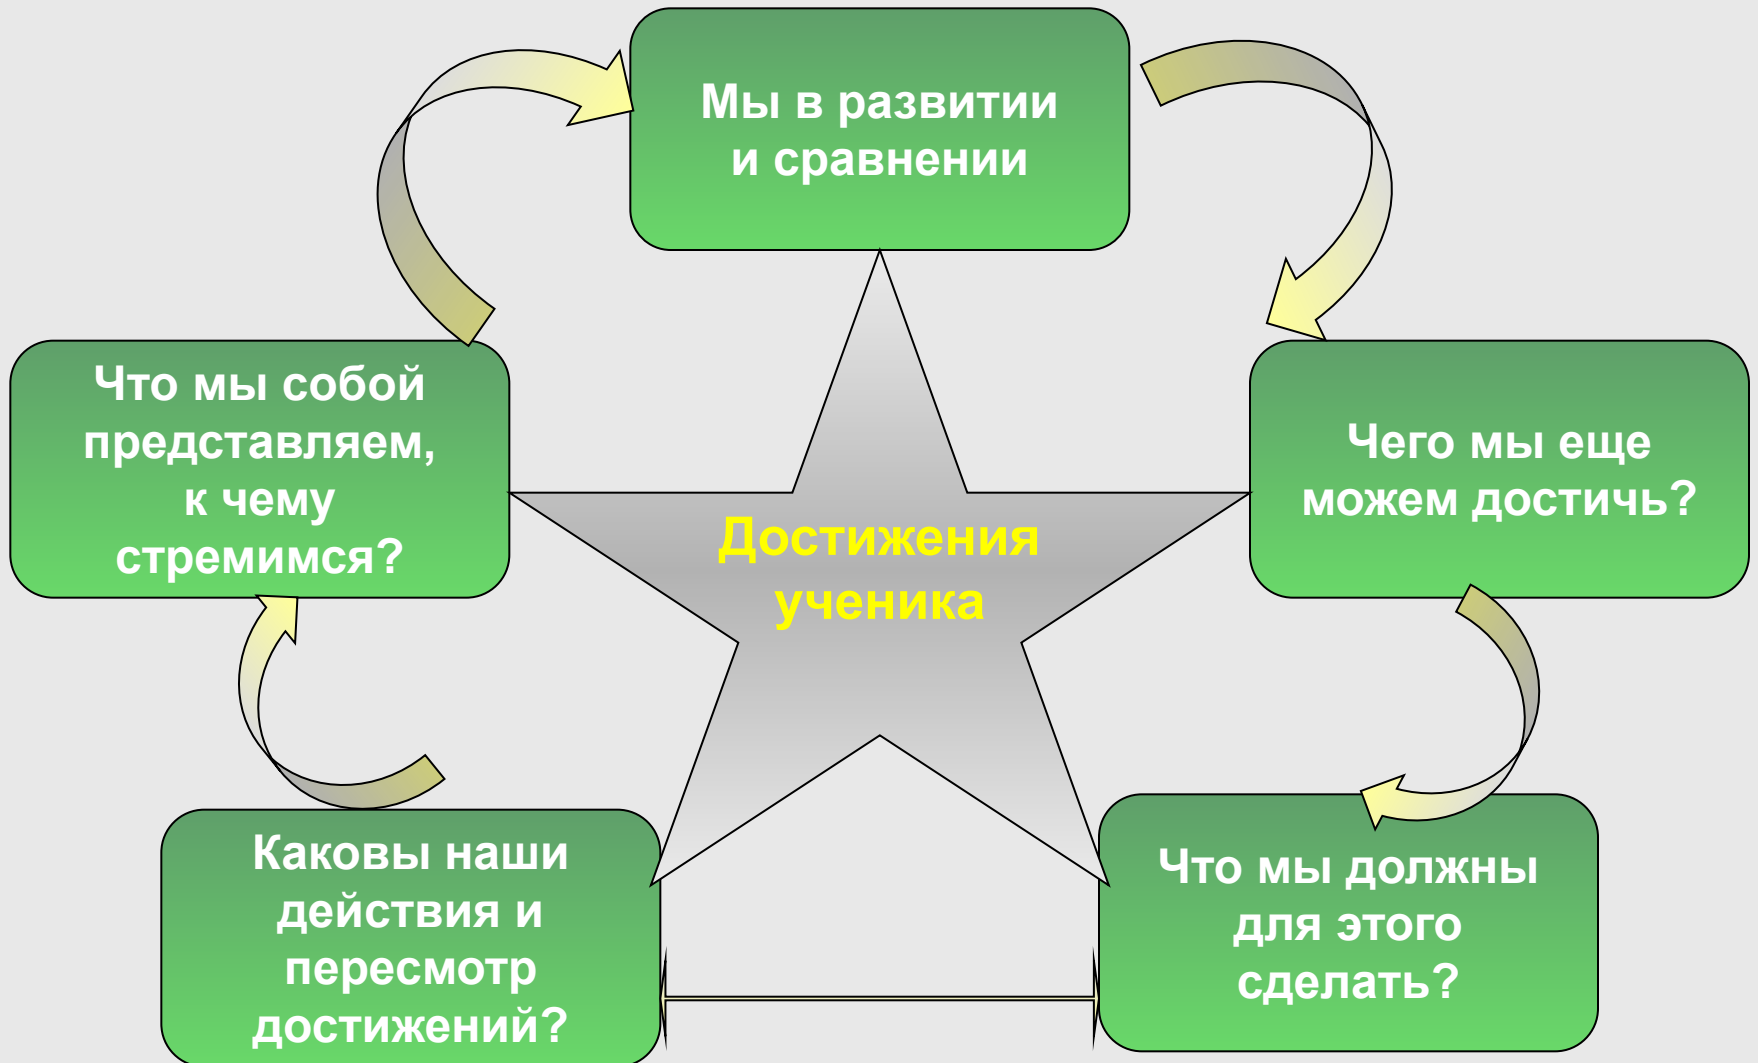 Мы в развитии
и сравнении
Что мы собой
представляем,
к чему
стремимся?
Чего мы еще
можем достичь?
Достижения
ученика
Каковы наши
действия и
пересмотр
достижений?
Что мы должны
для этого
сделать?